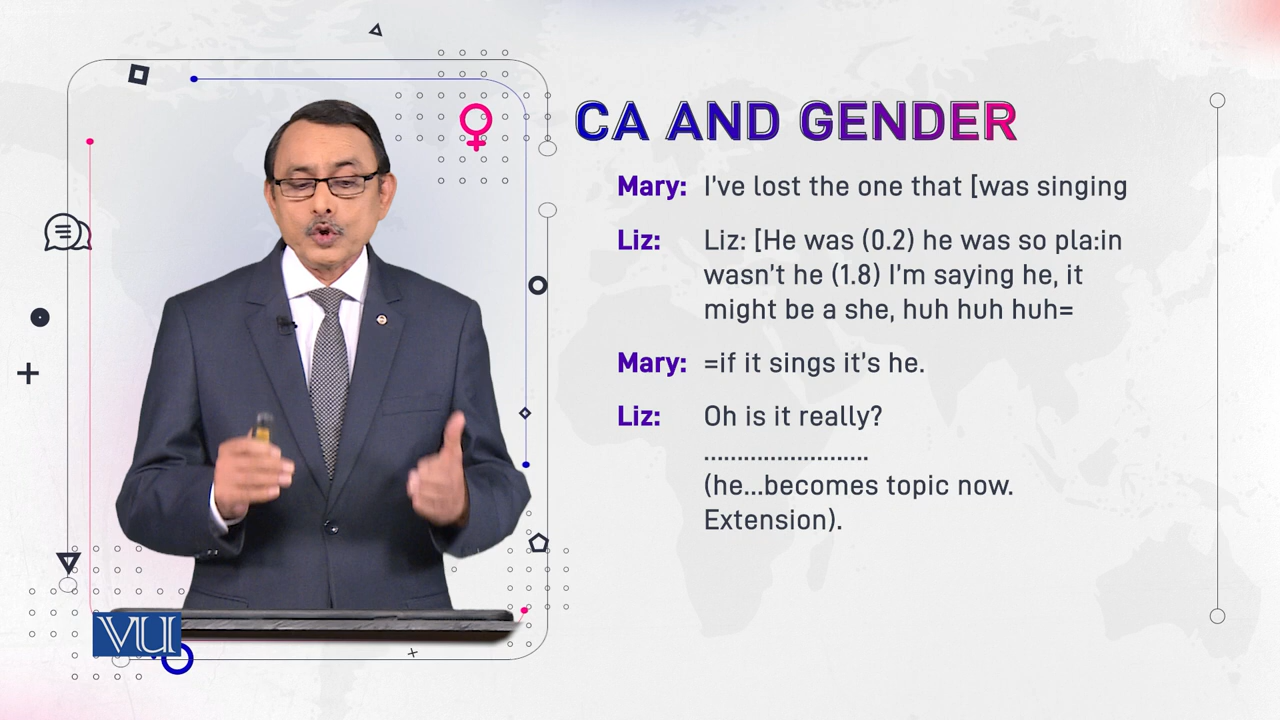 CA AND GENDER
Mary: I've lost the one that [was singing
Liz: Liz: [He was (0.2) he was so pla:in
wasn't he (1.8) I'm saying he, it
might be a she, huh huh huh=
Mary: =if it sings it's he.
Liz: Oh is it really?
........................
(he...becomes topic now.
Extension).
VU